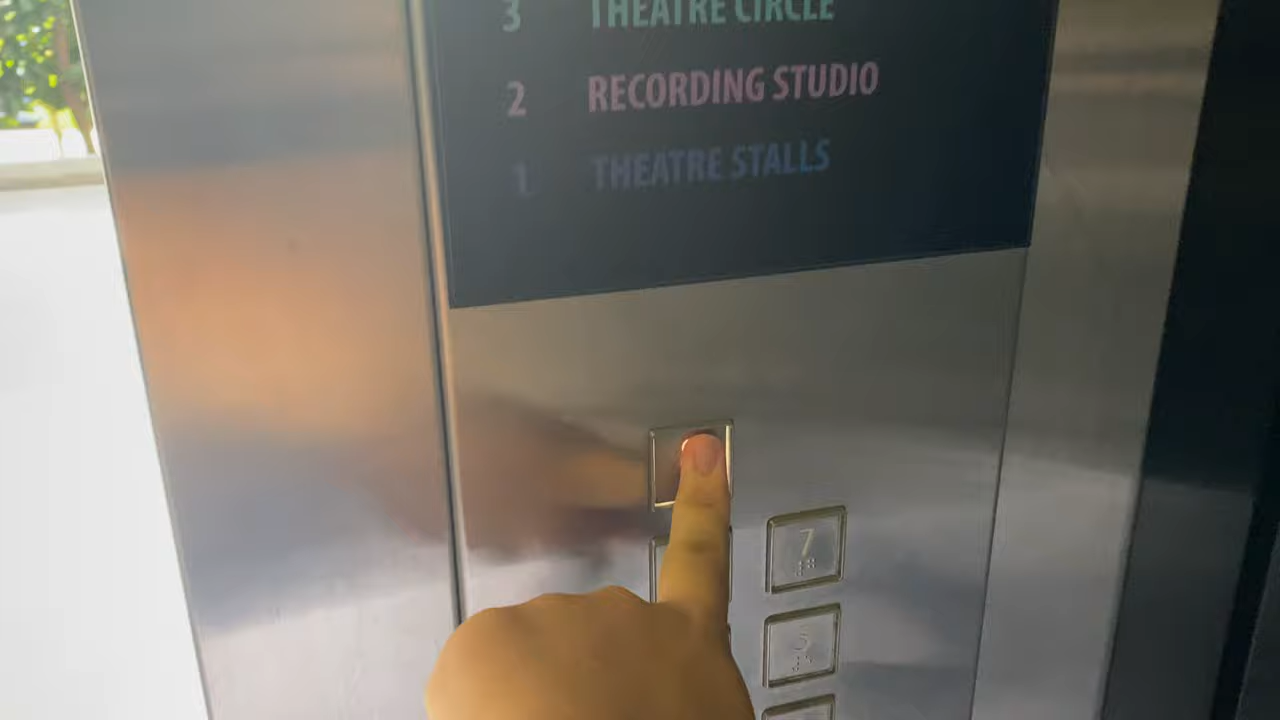 3 THEATRE CIRCLE
2 RECORDING STUDIO
1 THEATRE STALLS
7
5